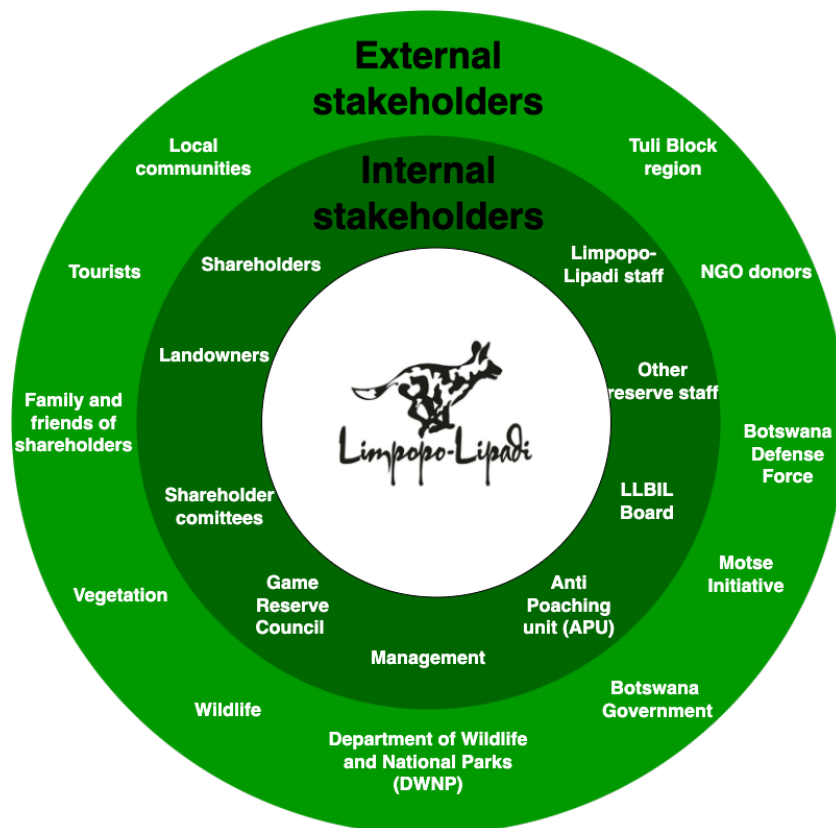 External
stakeholders
Local
communities
Tuli Block
region
Internal
stakeholders
Shareholders
Limpopo-
Lipadi staff
Tourists
NGO donors
Landowners
Other
reserve staff
Family and
friends of
shareholders
Limpopo-Lipadi
Botswana
Defense
Force
Shareholder
comittees
LLBIL
Board
Vegetation
Game
Reserve
Council
Anti
Poaching
unit (APU)
Motse
Initiative
Management
Wildlife
Botswana
Government
Department of Wildlife
and National Parks
(DWNP)